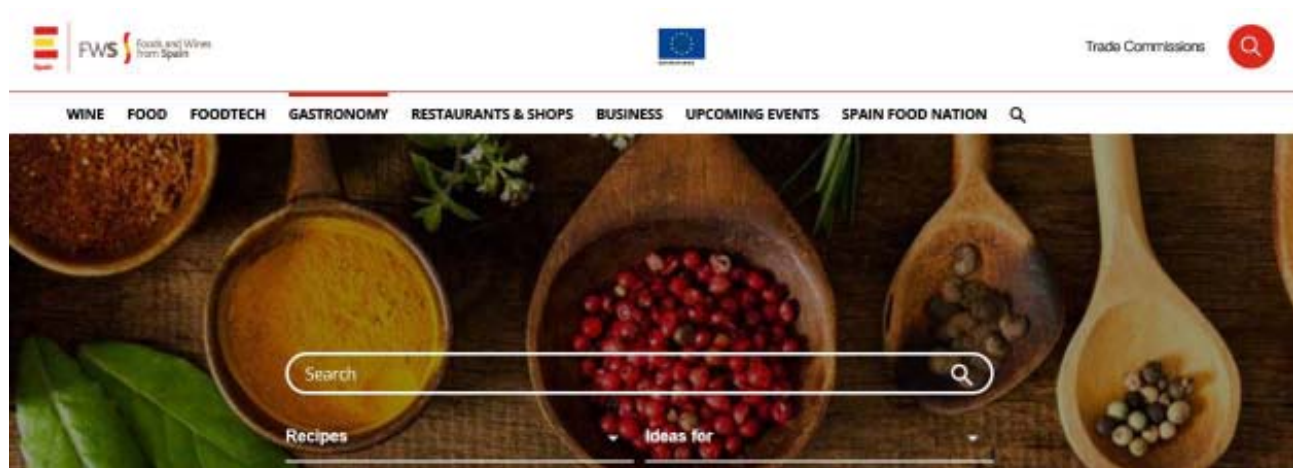 FWS Foods and Wines
from Spain
Spain
Trade Commissions
WINE FOOD FOODTECH GASTRONOMY RESTAURANTS & SHOPS BUSINESS UPCOMING EVENTS SPAIN FOOD NATION
Search
Recipes Ideas for